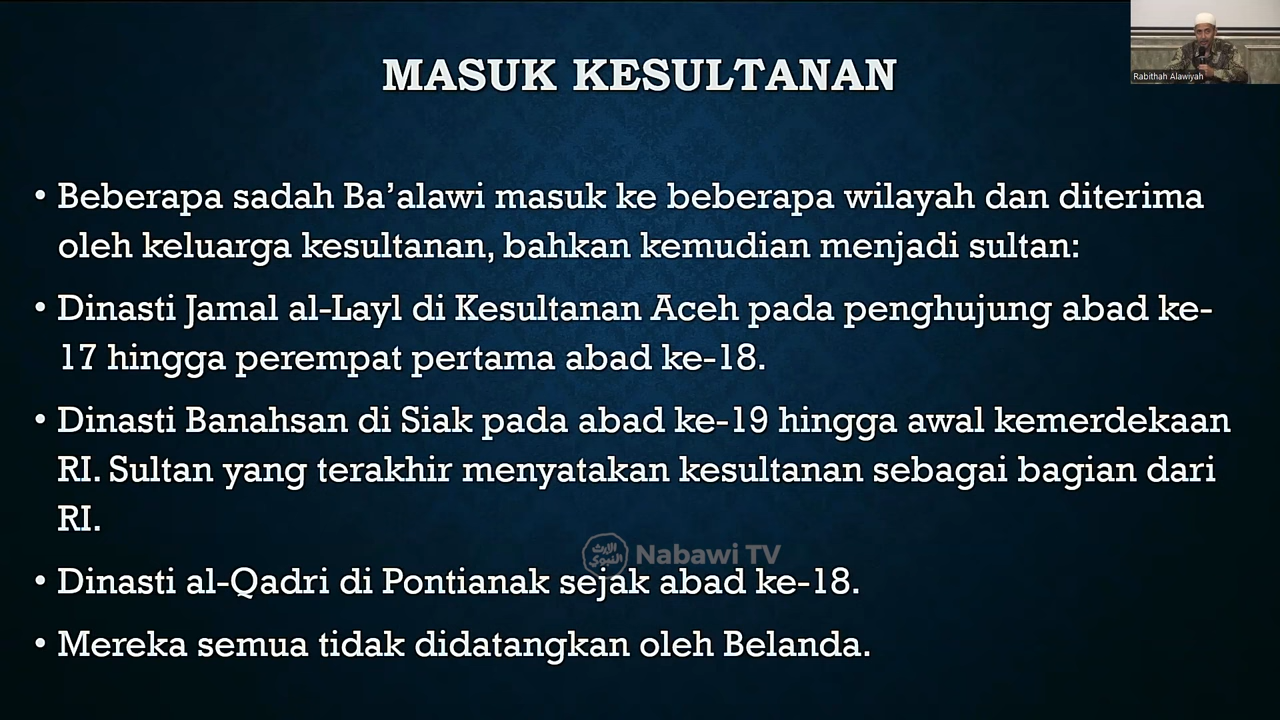 MASUK KESULTANAN
Rabithah Alawiyah
• Beberapa sadah Ba’alawi masuk ke beberapa wilayah dan diterima
oleh keluarga kesultanan, bahkan kemudian menjadi sultan:
• Dinasti Jamal al-Layl di Kesultanan Aceh pada penghujung abad ke-
17 hingga perempat pertama abad ke-18.
• Dinasti Banahsan di Siak pada abad ke-19 hingga awal kemerdekaan
RI. Sultan yang terakhir menyatakan kesultanan sebagai bagian dari
RI.
الإرث
النبوي
Nabawi TV
• Dinasti al-Qadri di Pontianak sejak abad ke-18.
• Mereka semua tidak didatangkan oleh Belanda.